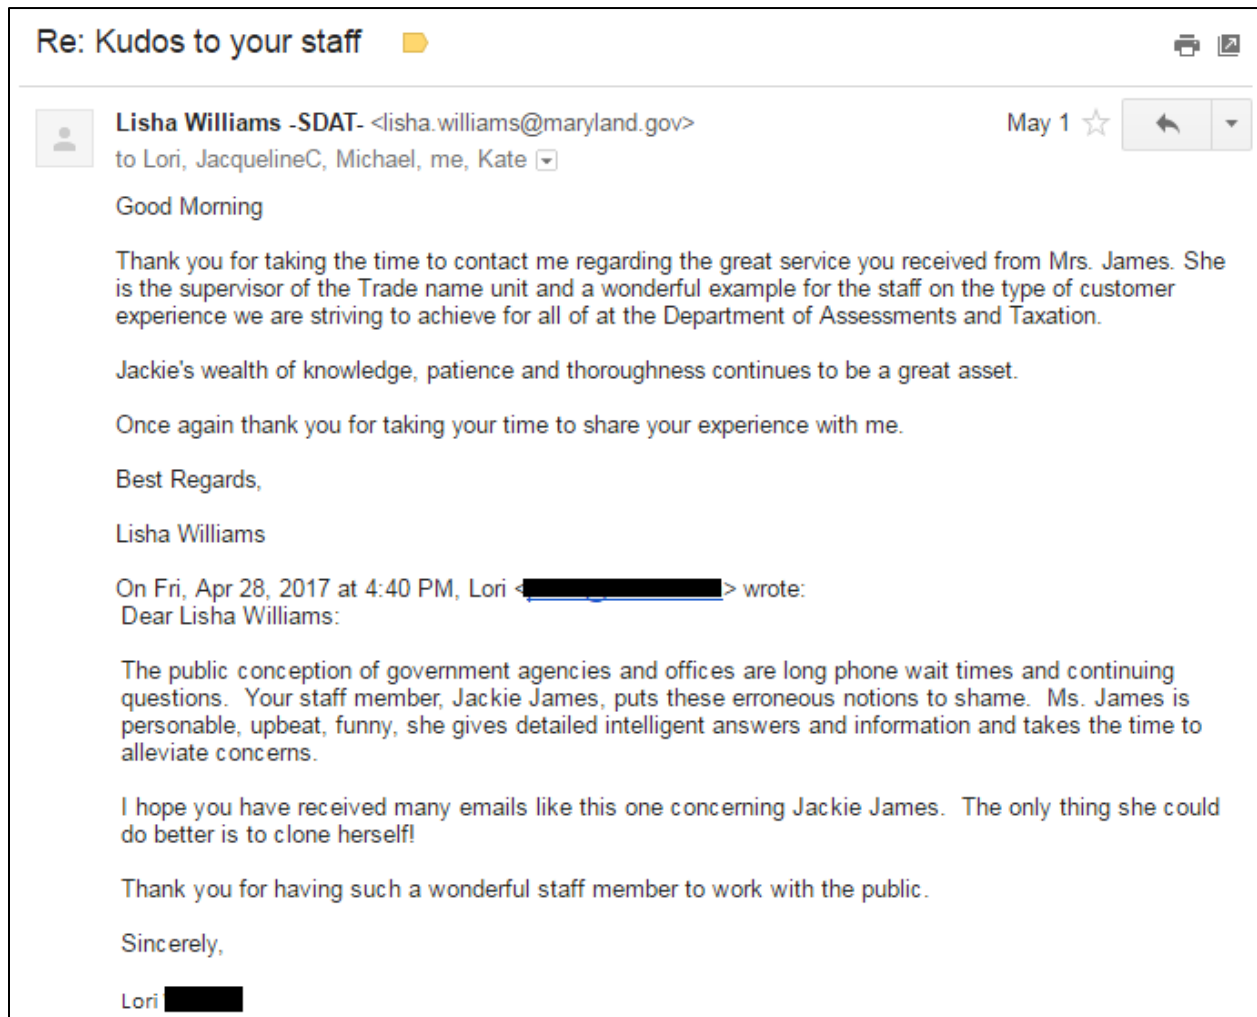 Re: Kudos to your staff
Lisha Williams -SDAT- <lisha.williams@maryland.gov>
May 1
to Lori, JacquelineC, Michael, me, Kate
Good Morning
Thank you for taking the time to contact me regarding the great service you received from Mrs. James. She
is the supervisor of the Trade name unit and a wonderful example for the staff on the type of customer
experience we are striving to achieve for all of at the Department of Assessments and Taxation.
Jackie's wealth of knowledge, patience and thoroughness continues to be a great asset.
Once again thank you for taking your time to share your experience with me.
Best Regards,
Lisha Williams
On Fri, Apr 28, 2017 at 4:40 PM, Lori < > wrote:
Dear Lisha Williams:
The public conception of government agencies and offices are long phone wait times and continuing
questions.  Your staff member, Jackie James, puts these erroneous notions to shame.  Ms. James is
personable, upbeat, funny, she gives detailed intelligent answers and information and takes the time to
alleviate concerns.
I hope you have received many emails like this one concerning Jackie James.  The only thing she could
do better is to clone herself!
Thank you for having such a wonderful staff member to work with the public.
Sincerely,
Lori